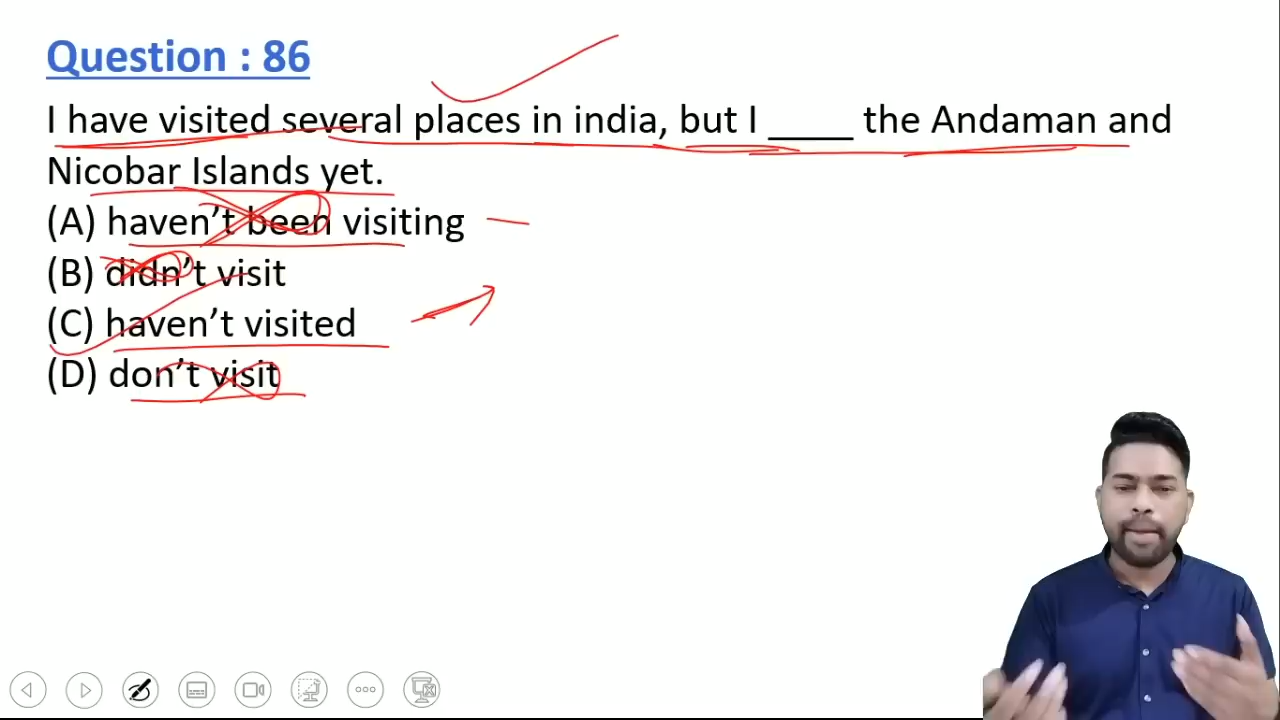 Question : 86
I have visited several places in india, but I ____ the Andaman and
Nicobar Islands yet.
(A) haven’t been visiting
(B) didn’t visit
(C) haven’t visited
(D) don’t visit